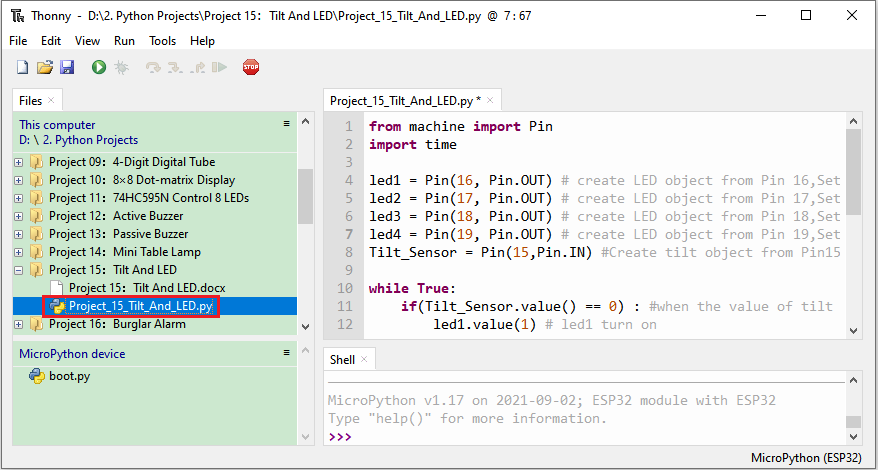 Thonny - D:\2. Python Projects\Project 15： Tilt And LED\Project_15_Tilt_And_LED.py @ 7 : 67
File Edit View Run Tools Help
STOP
Files ×
This computer
D: \ 2. Python Projects
Project 09： 4-Digit Digital Tube
Project 10： 8×8 Dot-matrix Display
Project 11： 74HC595N Control 8 LEDs
Project 12： Active Buzzer
Project 13： Passive Buzzer
Project 14： Mini Table Lamp
Project 15： Tilt And LED
Project 15： Tilt And LED.docx
Project_15_Tilt_And_LED.py
Project 16： Burglar Alarm
MicroPython device
boot.py
Project_15_Tilt_And_LED.py * ×
1 from machine import Pin
2 import time
3
4 led1 = Pin(16, Pin.OUT) # create LED object from Pin 16,Set
5 led2 = Pin(17, Pin.OUT) # create LED object from Pin 17,Set
6 led3 = Pin(18, Pin.OUT) # create LED object from Pin 18,Set
7 led4 = Pin(19, Pin.OUT) # create LED object from Pin 19,Set
8 Tilt_Sensor = Pin(15,Pin.IN) #Create tilt object from Pin15
9
10 while True:
11 if(Tilt_Sensor.value() == 0) : #when the value of tilt
12 led1.value(1) # led1 turn on
Shell ×
MicroPython v1.17 on 2021-09-02; ESP32 module with ESP32
Type "help()" for more information.
>>>
MicroPython (ESP32)